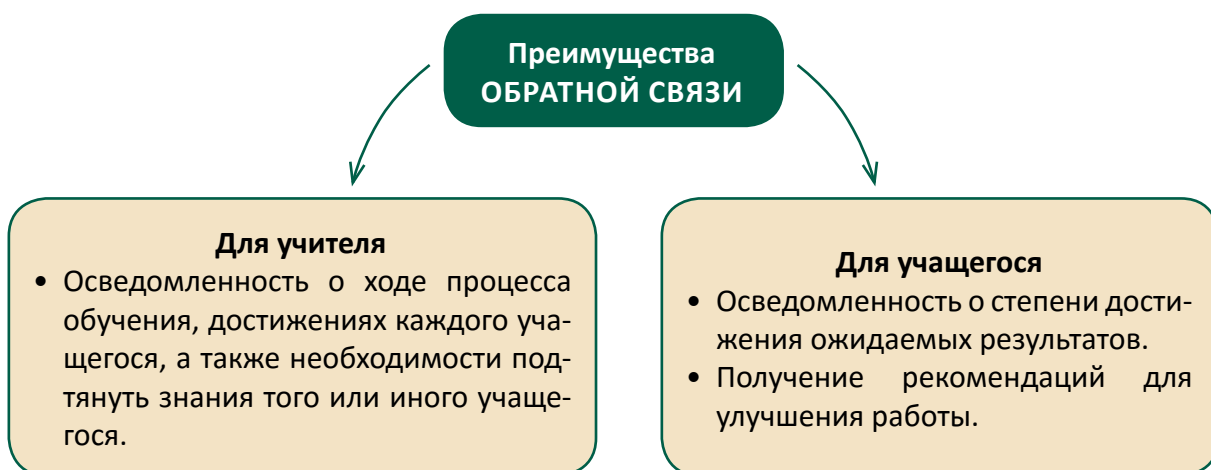 Преимущества
ОБРАТНОЙ СВЯЗИ
Для учителя
• Осведомленность о ходе процесса
обучения, достижениях каждого уча-
щегося, а также необходимости под-
тянуть знания того или иного учаще-
гося.
Для учащегося
• Осведомленность о степени дости-
жения ожидаемых результатов.
• Получение рекомендаций для
улучшения работы.